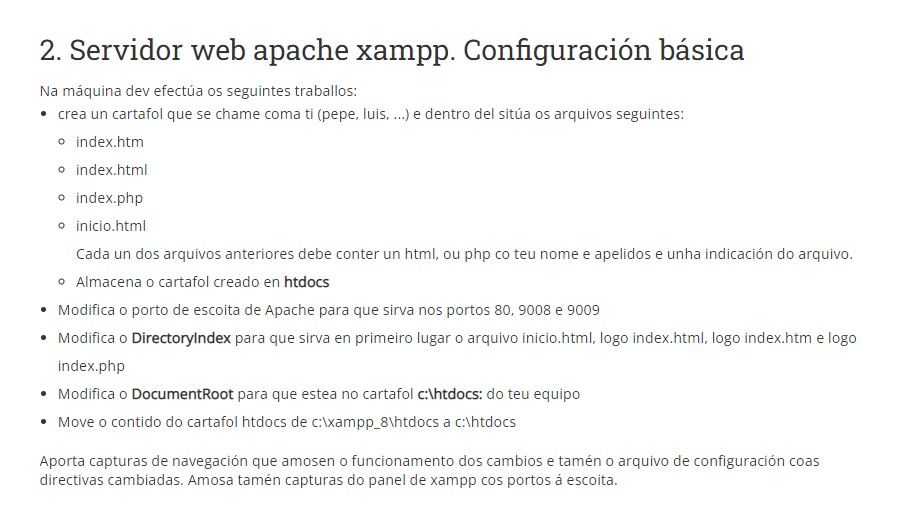 2. Servidor web apache xampp. Configuración básica
Na máquina dev efectúa os seguintes traballos:
• crea un cartafol que se chame coma ti (pepe, luis, ...) e dentro del sitúa os arquivos seguintes:
◦ index.htm
◦ index.html
◦ index.php
◦ inicio.html
Cada un dos arquivos anteriores debe conter un html, ou php co teu nome e apelidos e unha indicación do arquivo.
◦ Almacena o cartafol creado en htdocs
• Modifica o porto de escoita de Apache para que sirva nos portos 80, 9008 e 9009
• Modifica o DirectoryIndex para que sirva en primeiro lugar o arquivo inicio.html, logo index.html, logo index.htm e logo
index.php
• Modifica o DocumentRoot para que estea no cartafol c:\htdocs: do teu equipo
• Move o contido do cartafol htdocs de c:\xampp_8\htdocs a c:\htdocs
Aporta capturas de navegación que amosen o funcionamento dos cambios e tamén o arquivo de configuración coas
directivas cambiadas. Amosa tamén capturas do panel de xampp cos portos á escoita.